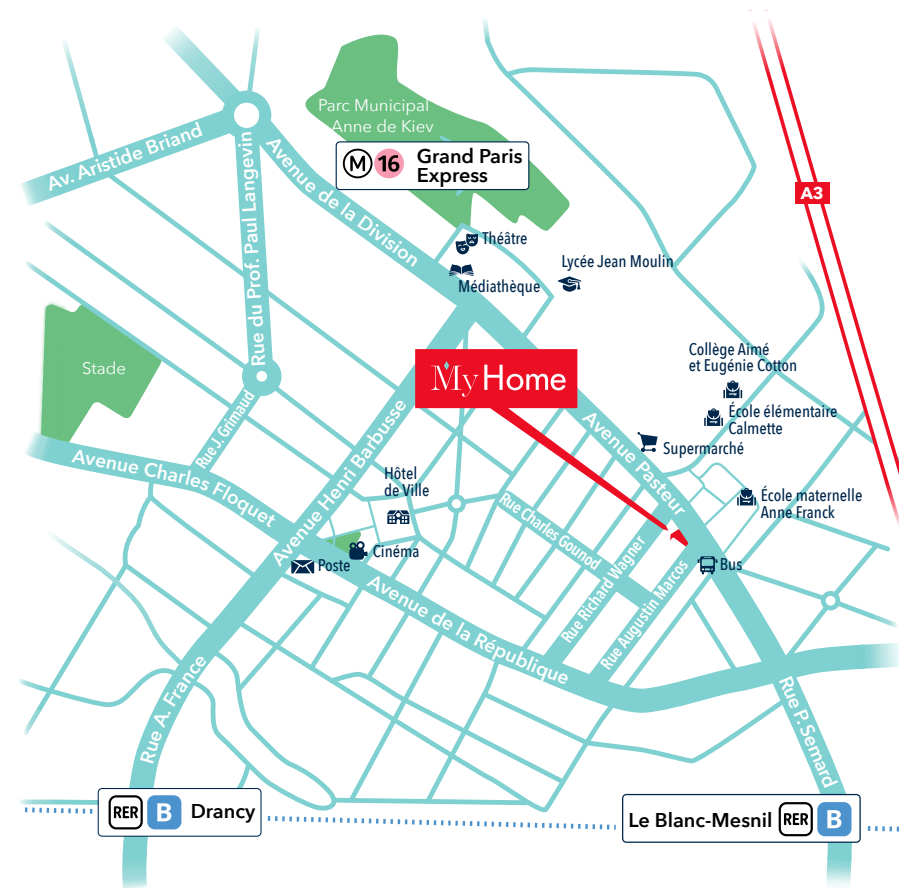 Parc Municipal
Anne de Kiev
M 16 Grand Paris
Express
Av. Aristide Briand
Rue du Prof. Paul Langevin
Avenue de la Division
A3
Théâtre
Médiathèque
Lycée Jean Moulin
Stade
My Home
Collège Aimé
et Eugénie Cotton
École élémentaire
Calmette
Supermarché
Rue J. Grimaud
Avenue Henri Barbusse
Avenue Pasteur
Avenue Charles Floquet
Hôtel
de Ville
École maternelle
Anne Franck
Rue Charles Gounod
Rue Richard Wagner
Rue Augustin Marcos
Cinéma
Poste
Bus
Avenue de la République
Rue A. France
Rue P. Semard
RER B Drancy
Le Blanc-Mesnil RER B